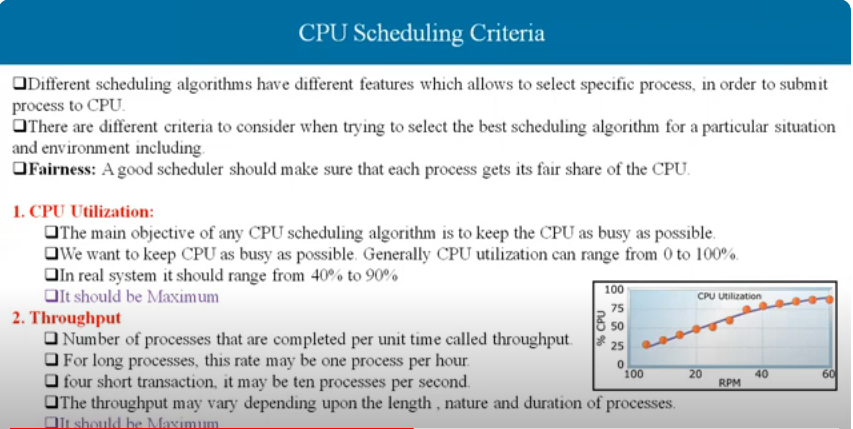 CPU Scheduling Criteria
❑Different scheduling algorithms have different features which allows to select specific process, in order to submit
process to CPU.
❑There are different criteria to consider when trying to select the best scheduling algorithm for a particular situation
and environment including.
❑Fairness: A good scheduler should make sure that each process gets its fair share of the CPU.
1. CPU Utilization:
❑The main objective of any CPU scheduling algorithm is to keep the CPU as busy as possible.
❑We want to keep CPU as busy as possible. Generally CPU utilization can range from 0 to 100%.
❑In real system it should range from 40% to 90%
❑It should be Maximum
2. Throughput
❑ Number of processes that are completed per unit time called throughput.
❑ For long processes, this rate may be one process per hour.
❑ four short transaction, it may be ten processes per second.
❑The throughput may vary depending upon the length , nature and duration of processes.
❑It should be Maximum
CPU Utilization
% CPU
100
75
50
25
0
100 20 40 60
RPM